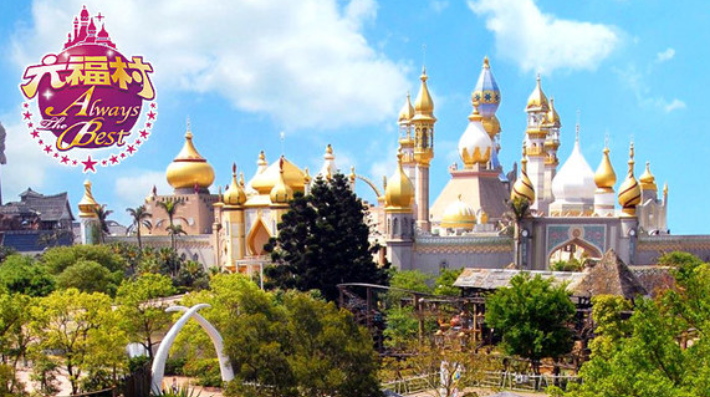 六福村
Always
The Best